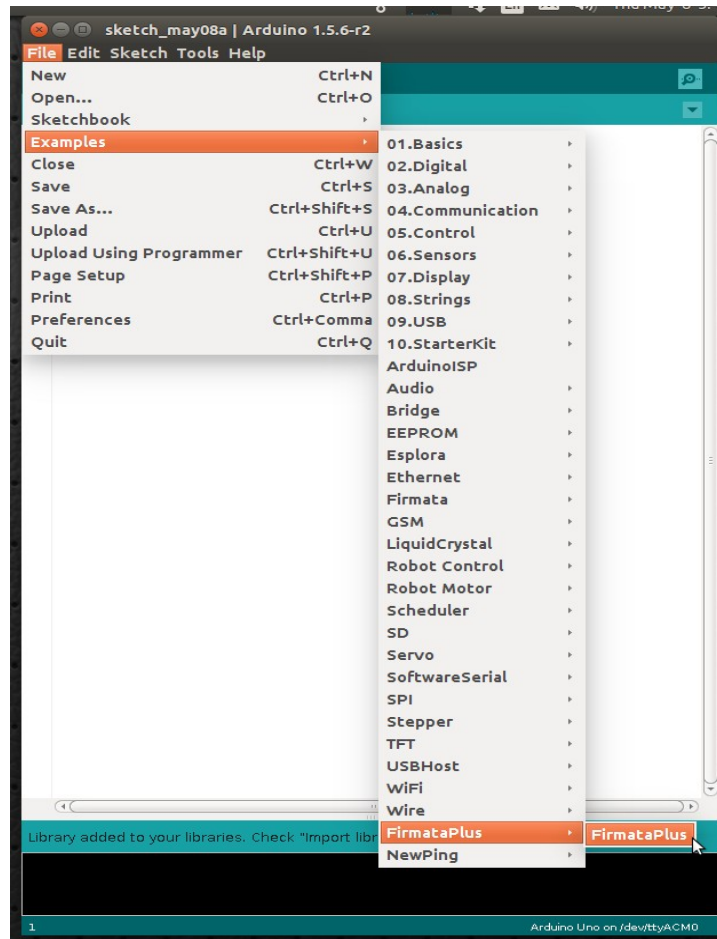 sketch_may08a | Arduino 1.5.6-r2
File Edit Sketch Tools Help
New Ctrl+N
Open... Ctrl+O
Sketchbook
Examples
Close Ctrl+W
Save Ctrl+S
Save As... Ctrl+Shift+S
Upload Ctrl+U
Upload Using Programmer Ctrl+Shift+U
Page Setup Ctrl+Shift+P
Print Ctrl+P
Preferences Ctrl+Comma
Quit Ctrl+Q
01.Basics
02.Digital
03.Analog
04.Communication
05.Control
06.Sensors
07.Display
08.Strings
09.USB
10.StarterKit
ArduinoISP
Audio
Bridge
EEPROM
Esplora
Ethernet
Firmata
GSM
LiquidCrystal
Robot Control
Robot Motor
Scheduler
SD
Servo
SoftwareSerial
SPI
Stepper
TFT
USBHost
WiFi
Wire
FirmataPlus
NewPing
FirmataPlus
Library added to your libraries. Check "Import libr
1
Arduino Uno on /dev/ttyACM0